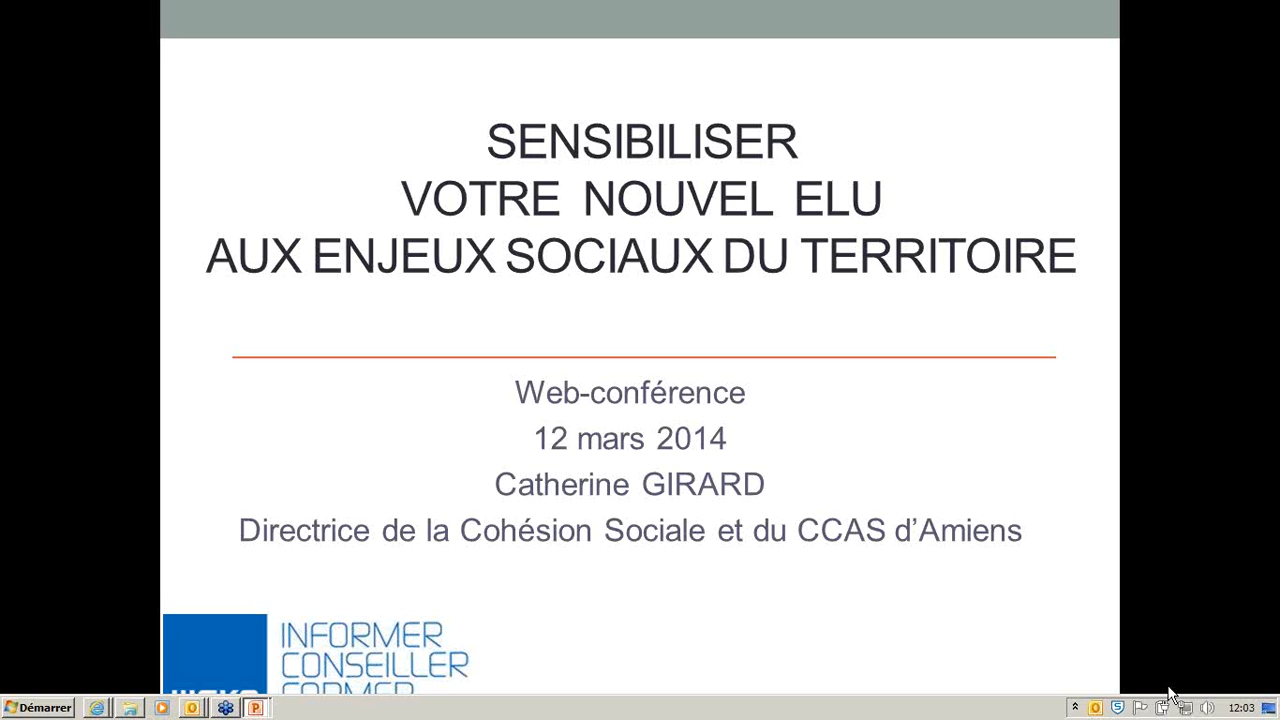 SENSIBILISER
VOTRE NOUVEL ELU
AUX ENJEUX SOCIAUX DU TERRITOIRE
Web-conférence
12 mars 2014
Catherine GIRARD
Directrice de la Cohésion Sociale et du CCAS d’Amiens
INFORMER
CONSEILLER
FORMER
Démarrer
12:03